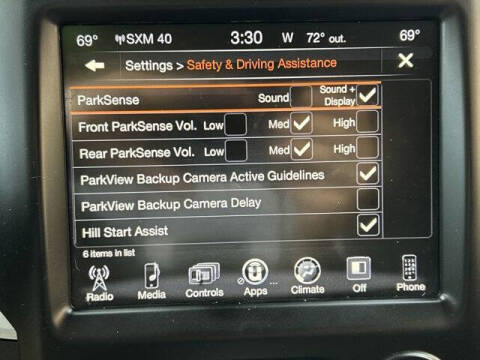 69° SXM 40 3:30 W 72° out. 69°
Settings > Safety & Driving Assistance
ParkSense Sound Sound + Display
Front ParkSense Vol. Low Med High
Rear ParkSense Vol. Low Med High
ParkView Backup Camera Active Guidelines
ParkView Backup Camera Delay
Hill Start Assist
6 items in list
Radio Media Controls Apps Climate Off Phone